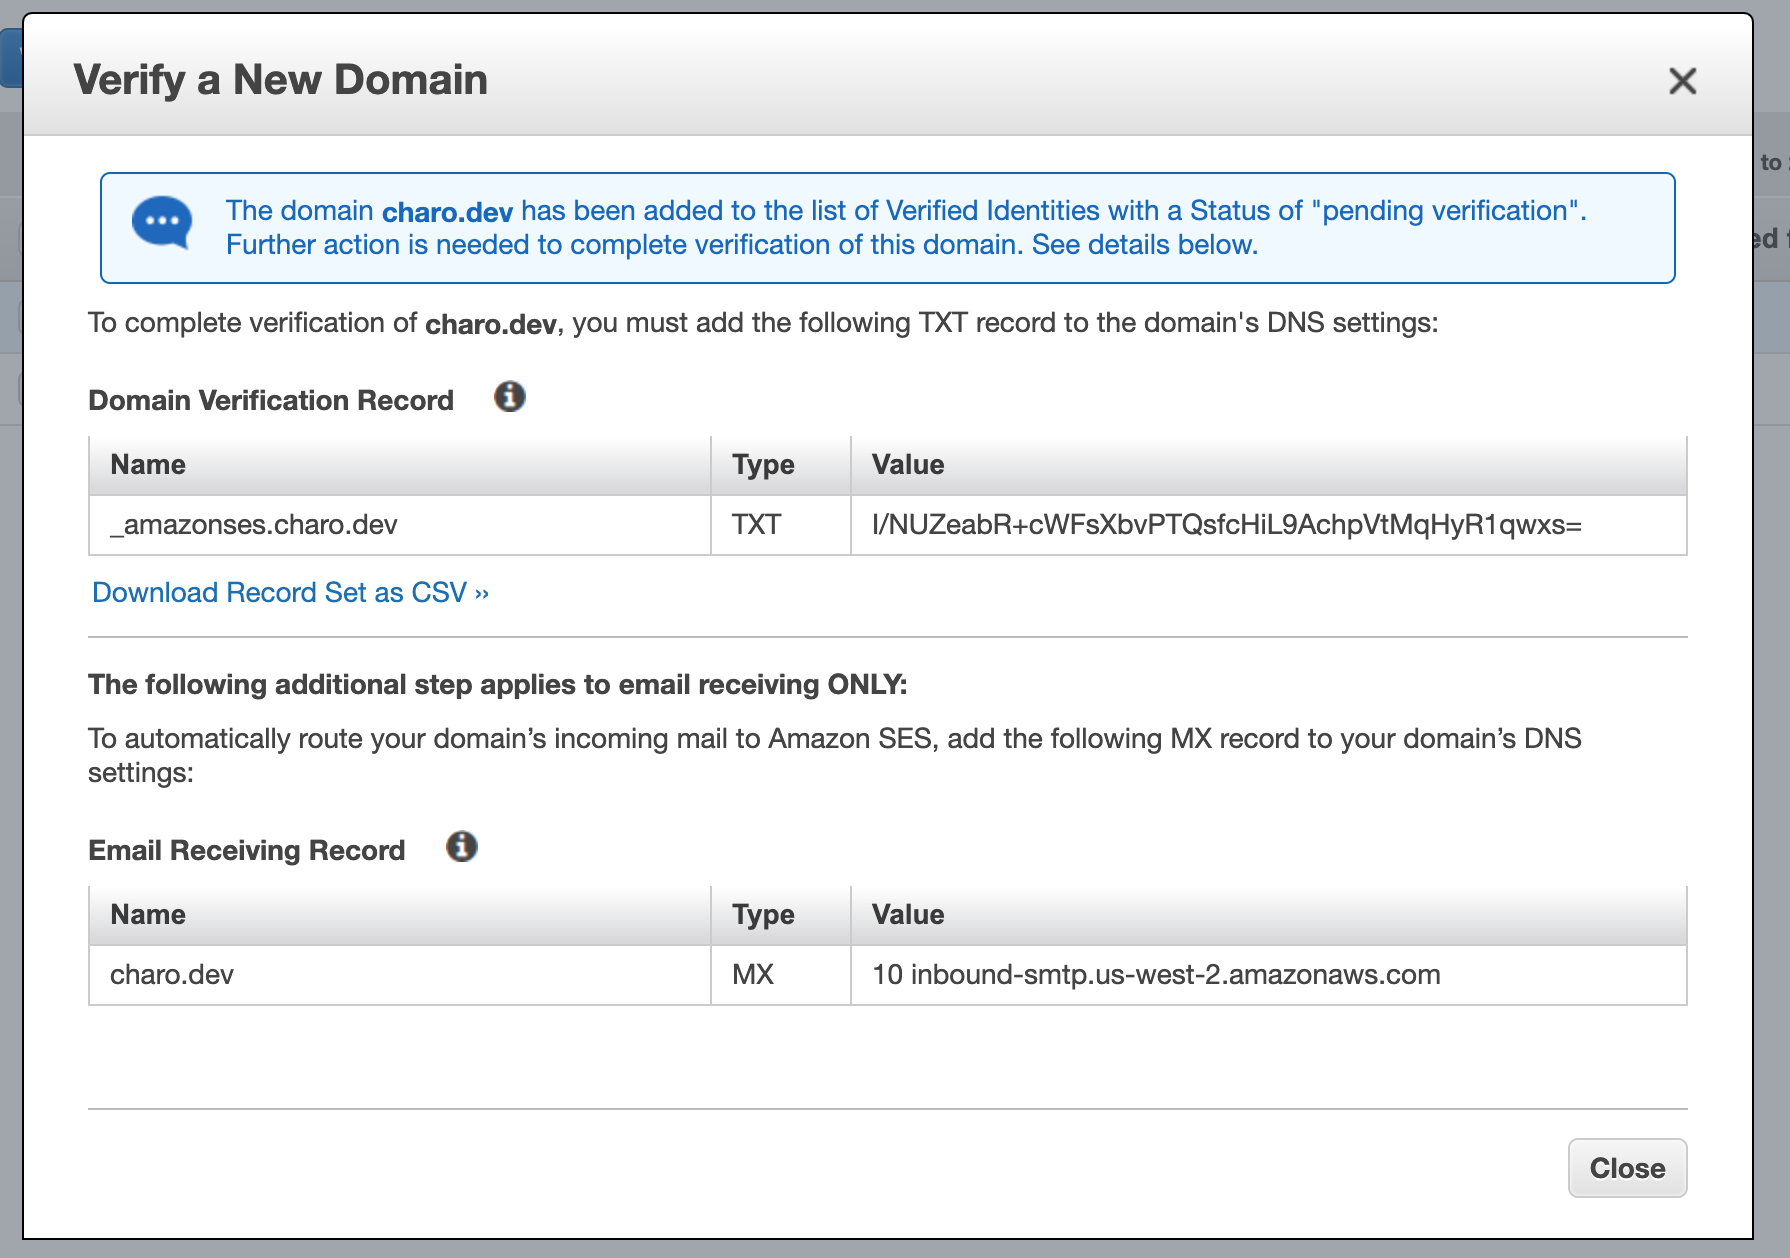 Verify a New Domain
The domain charo.dev has been added to the list of Verified Identities with a Status of "pending verification".
Further action is needed to complete verification of this domain. See details below.
To complete verification of charo.dev, you must add the following TXT record to the domain's DNS settings:
Domain Verification Record
Name Type Value
_amazonses.charo.dev TXT I/NUZeabR+cWFsXbvPTQsfcHiL9AchpVtMqHyR1qwxs=
Download Record Set as CSV ››
The following additional step applies to email receiving ONLY:
To automatically route your domain’s incoming mail to Amazon SES, add the following MX record to your domain’s DNS
settings:
Email Receiving Record
Name Type Value
charo.dev MX 10 inbound-smtp.us-west-2.amazonaws.com
Close
to